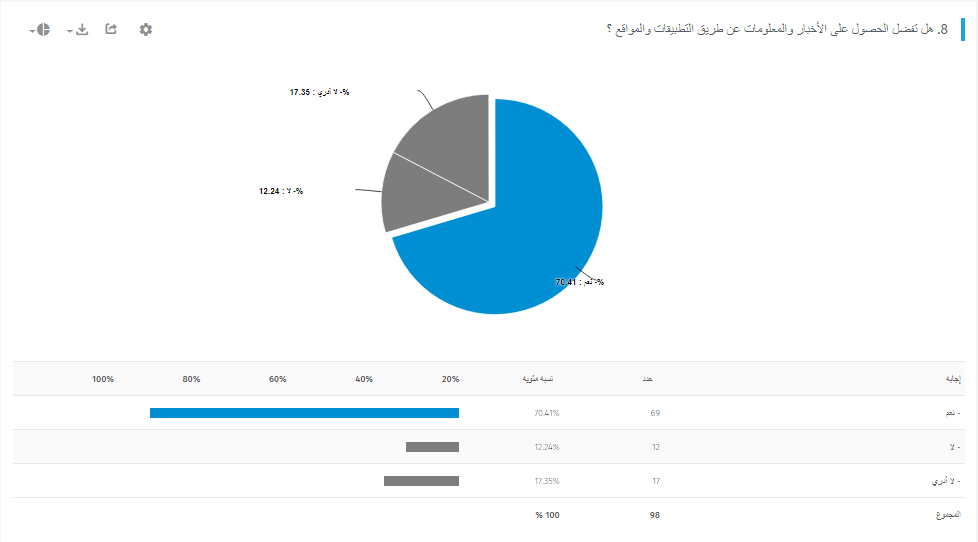 8. هل تفضل الحصول على الأخبار والمعلومات عن طريق التطبيقات والمواقع ؟
%- لا أدري : 17.35
%- لا : 12.24
%- نعم : 70.41
إجابة عدد نسبة مئوية 20% 40% 60% 80% 100%
- نعم 69 70.41%
- لا 12 12.24%
- لا أدري 17 17.35%
المجموع 98 100 %